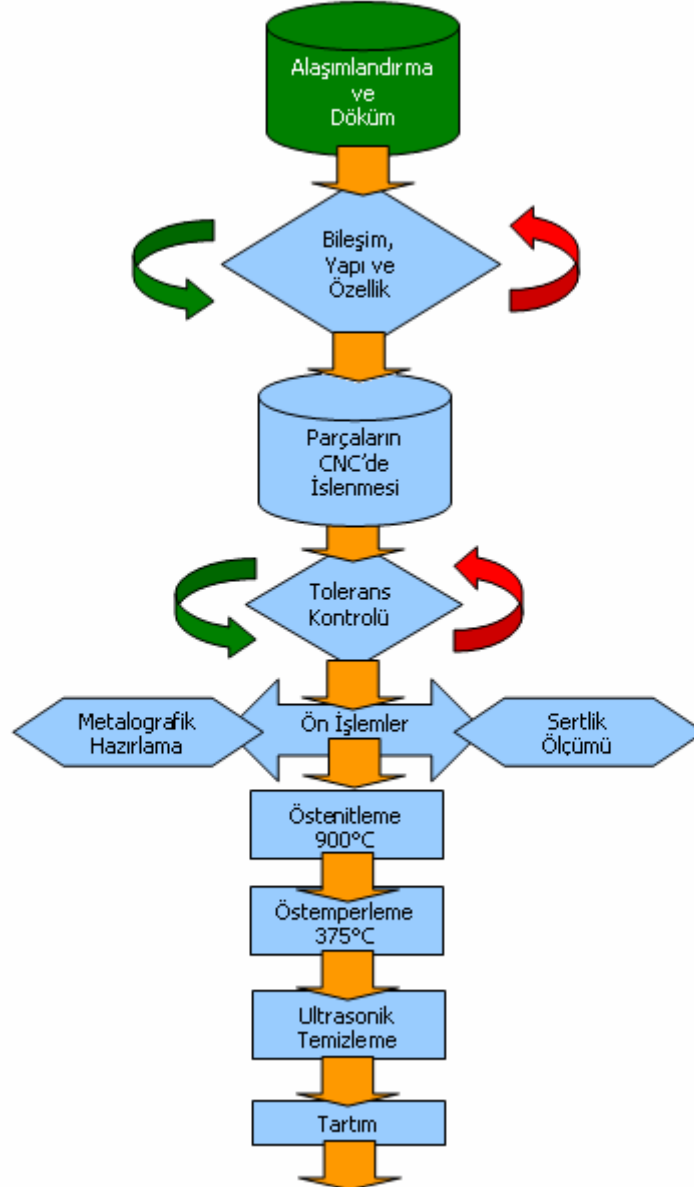 Alaşımlandırma
ve
Döküm
Bileşim,
Yapı ve
Özellik
Parçaların
CNC'de
İslenmesi
Tolerans
Kontrolü
Metalografik
Hazırlama
Ön İşlemler
Sertlik
Ölçümü
Östenitleme
900°C
Östemperleme
375°C
Ultrasonik
Temizleme
Tartım